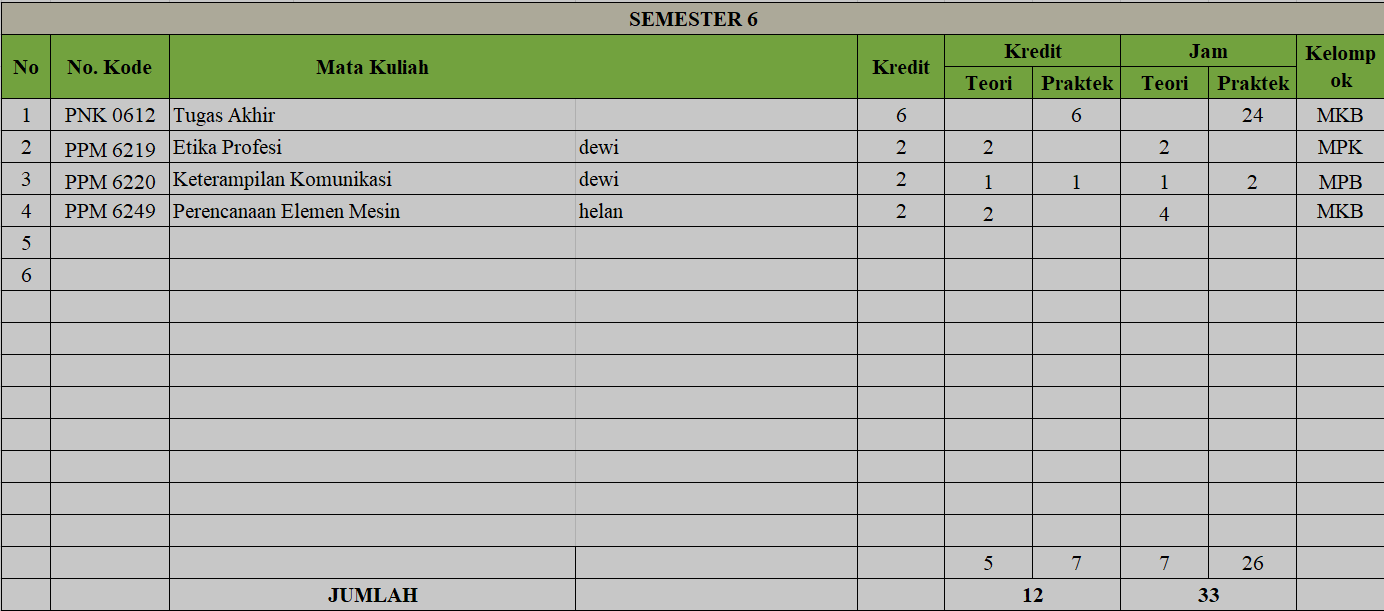 SEMESTER 6
No No. Kode Mata Kuliah Kredit Kredit Jam Kelomp
ok
Teori Praktek Teori Praktek
1 PNK 0612 Tugas Akhir 6 6 24 MKB
2 PPM 6219 Etika Profesi dewi 2 2 2 MPK
3 PPM 6220 Keterampilan Komunikasi dewi 2 1 1 1 2 MPB
4 PPM 6249 Perencanaan Elemen Mesin helan 2 2 4 MKB
5
6
5 7 7 26
JUMLAH 12 33